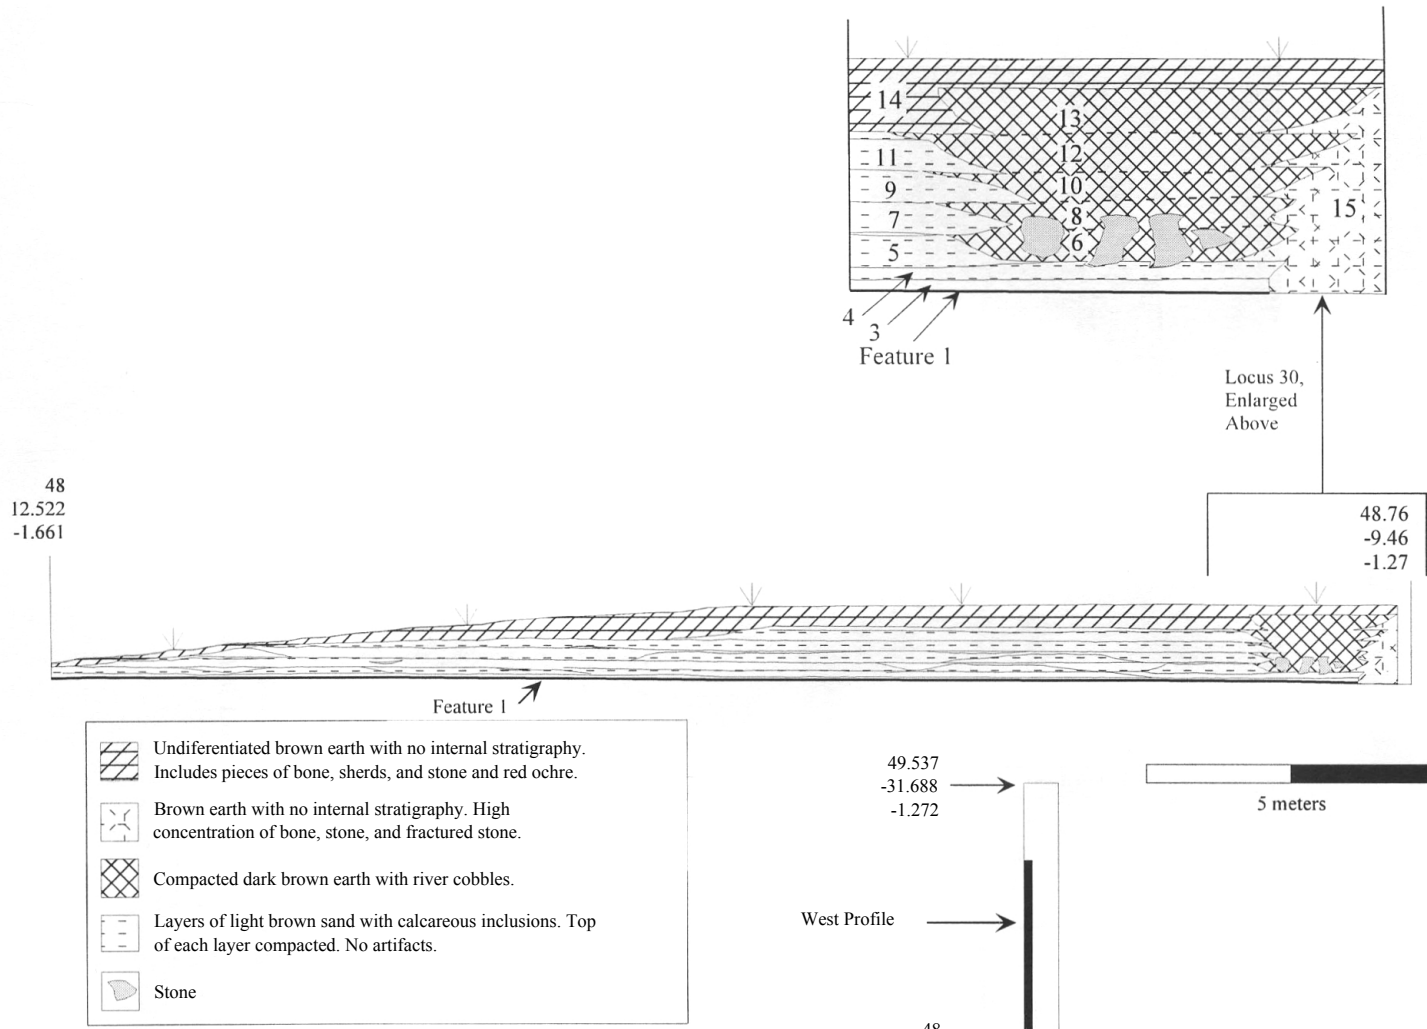 14
13
12
11
10
9
8
7
15
6
5
4
3
Feature 1
Locus 30,
Enlarged
Above
48
12.522
-1.661
48.76
-9.46
-1.27
Feature 1
Undiferentiated brown earth with no internal stratigraphy.
Includes pieces of bone, sherds, and stone and red ochre.
Brown earth with no internal stratigraphy. High
concentration of bone, stone, and fractured stone.
Compacted dark brown earth with river cobbles.
Layers of light brown sand with calcareous inclusions. Top
of each layer compacted. No artifacts.
Stone
49.537
-31.688
-1.272
5 meters
West Profile
48